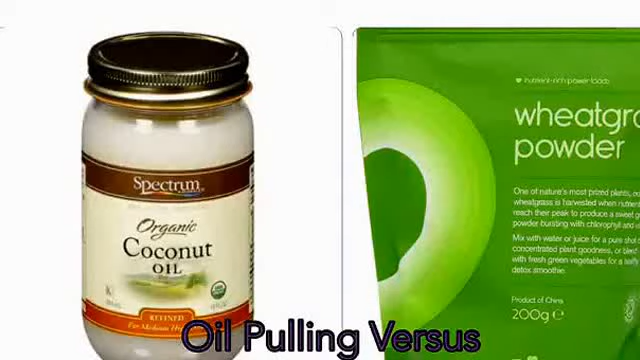 Spectrum
Organic
Coconut
OIL
REFINED
For Medium
nutrient-rich power foods
wheatgra
powder
One of nature's most prized plants,
wheatgrass is harvested when nutrien
reach their peak to produce a sweet g
powder bursting with chlorophyll and
Mix with water or juice for a pure
concentrated plant goodness, or blend
with fresh green vegetables for a
detox smoothie.
Product of China
200g e
Oil Pulling Versus